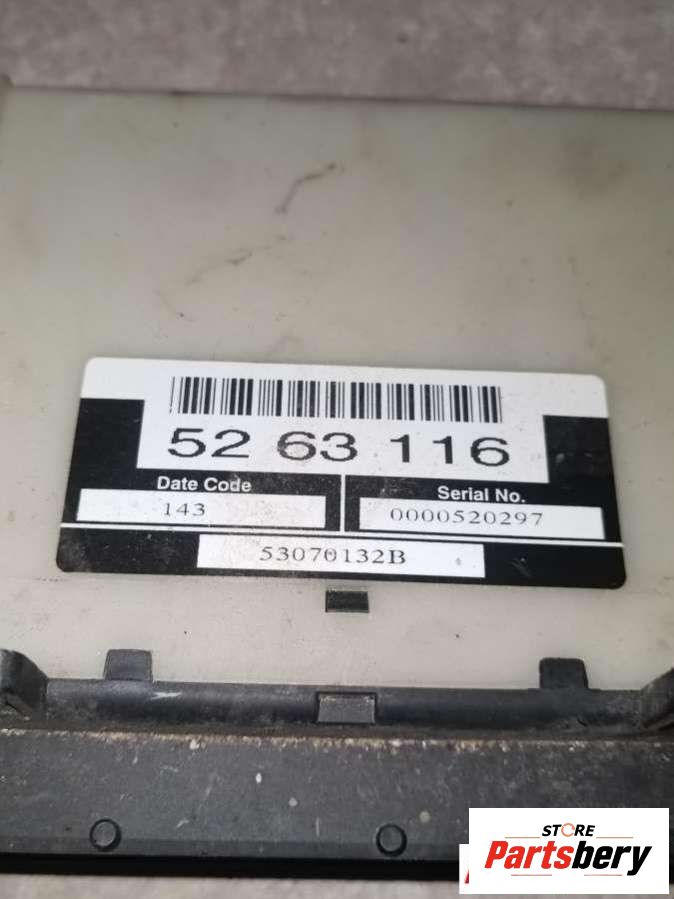 52 63 116
Date Code
Serial No.
143
0000520297
53070132B
STORE
Partsbery